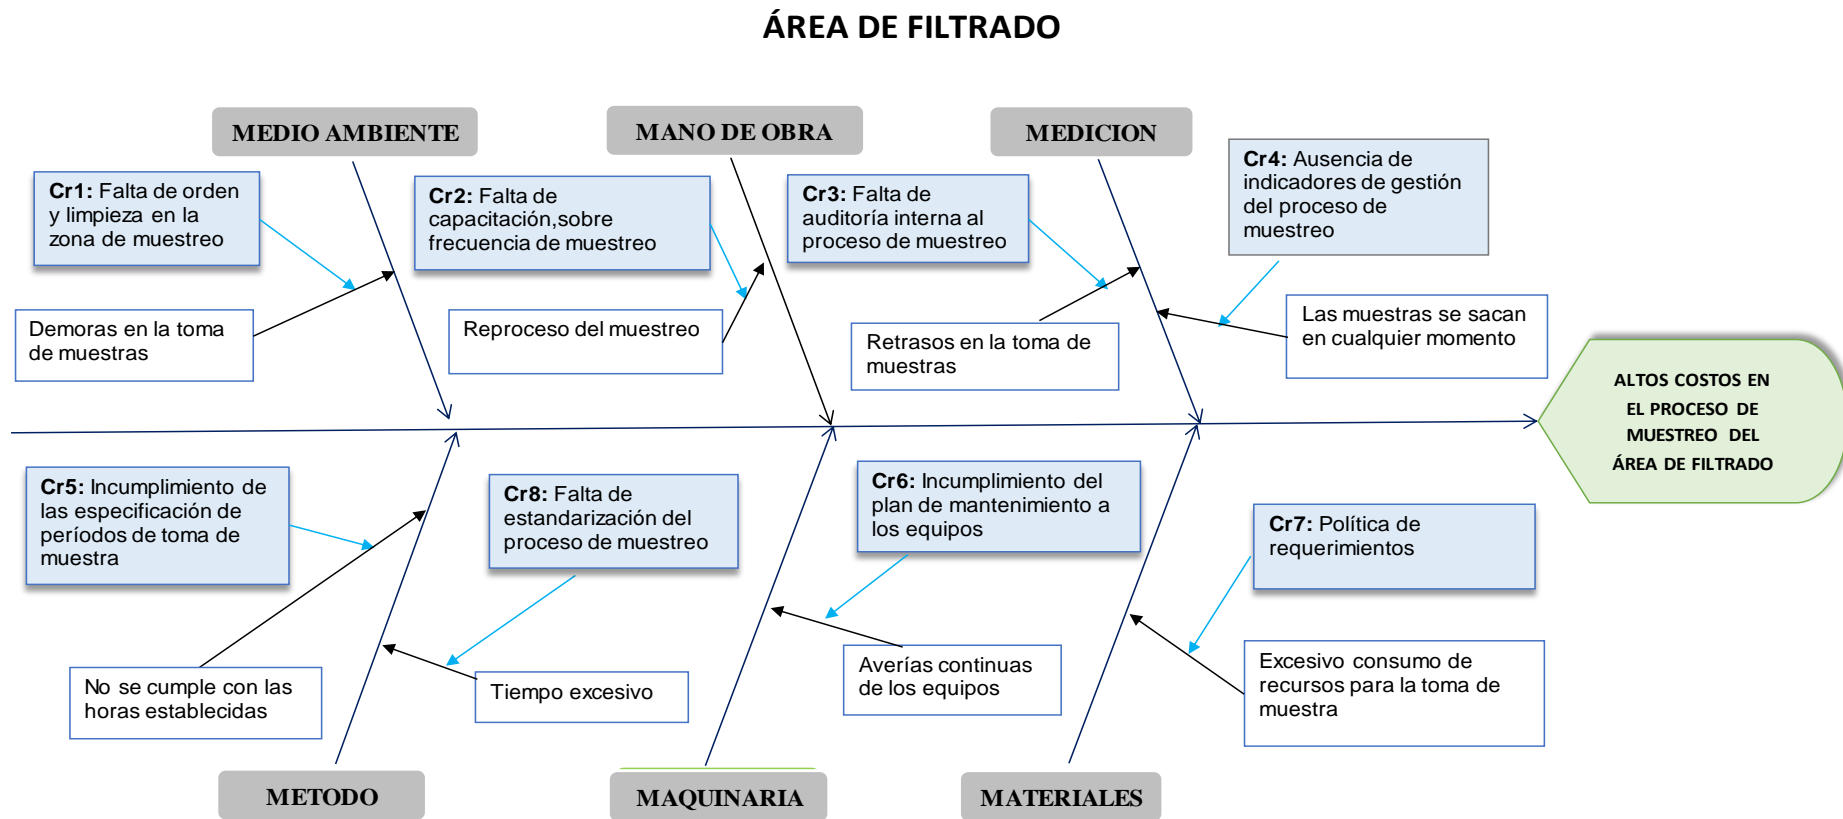 ÁREA DE FILTRADO
MEDIO AMBIENTE
MANO DE OBRA
MEDICION
Cr1: Falta de orden
y limpieza en la
zona de muestreo
Cr2: Falta de
capacitación,sobre
frecuencia de muestreo
Cr3: Falta de
auditoría interna al
proceso de muestreo
Cr4: Ausencia de
indicadores de gestión
del proceso de
muestreo
Demoras en la toma
de muestras
Reproceso del muestreo
Retrasos en la toma de
muestras
Las muestras se sacan
en cualquier momento
ALTOS COSTOS EN
EL PROCESO DE
MUESTREO DEL
ÁREA DE FILTRADO
Cr5: Incumplimiento de
las especificación de
períodos de toma de
muestra
Cr8: Falta de
estandarización del
proceso de muestreo
Cr6: Incumplimiento del
plan de mantenimiento a
los equipos
Cr7: Política de
requerimientos
No se cumple con las
horas establecidas
Tiempo excesivo
Averías continuas
de los equipos
Excesivo consumo de
recursos para la toma de
muestra
METODO
MAQUINARIA
MATERIALES